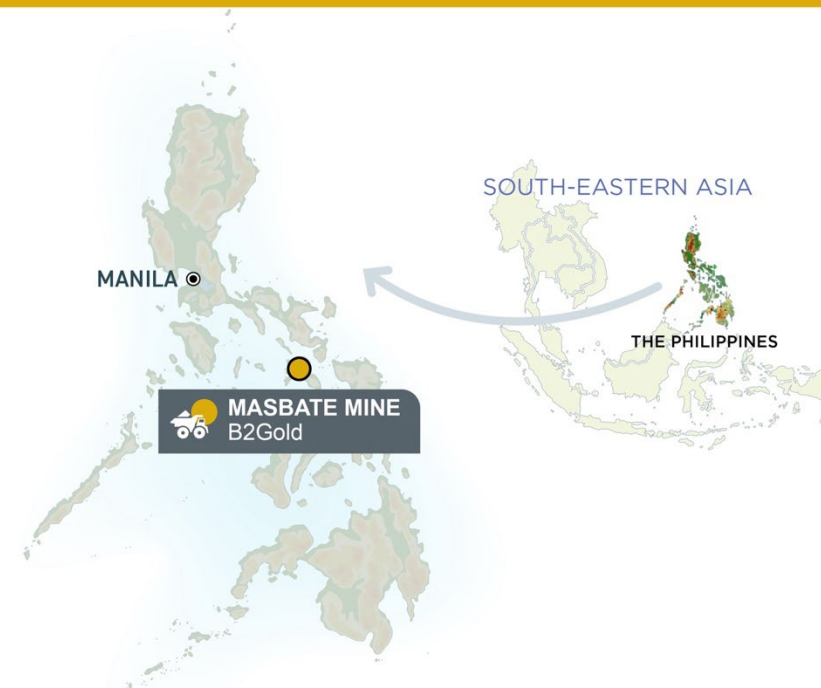 SOUTH-EASTERN ASIA
MANILA
THE PHILIPPINES
MASBATE MINE
B2Gold